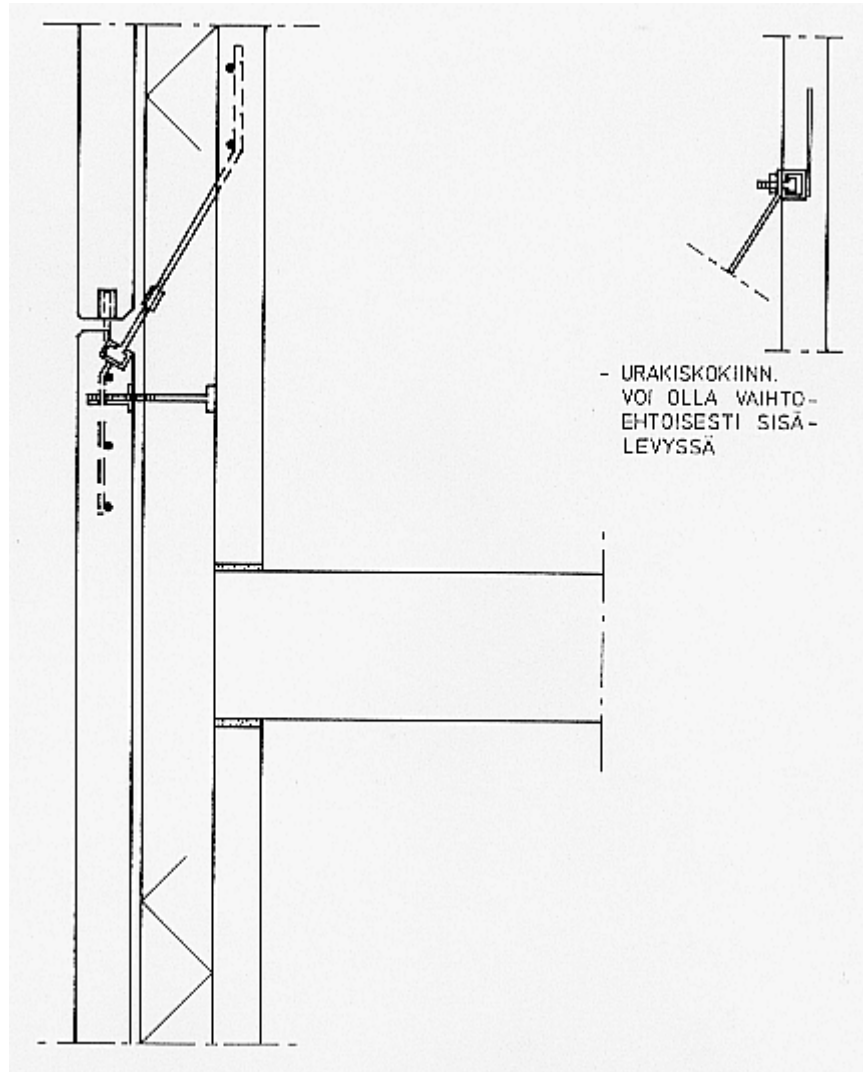 - URAKISKOKIINN.
VOI OLLA VAIHTO-
EHTOISESTI SISÄ-
LEVYSSÄ